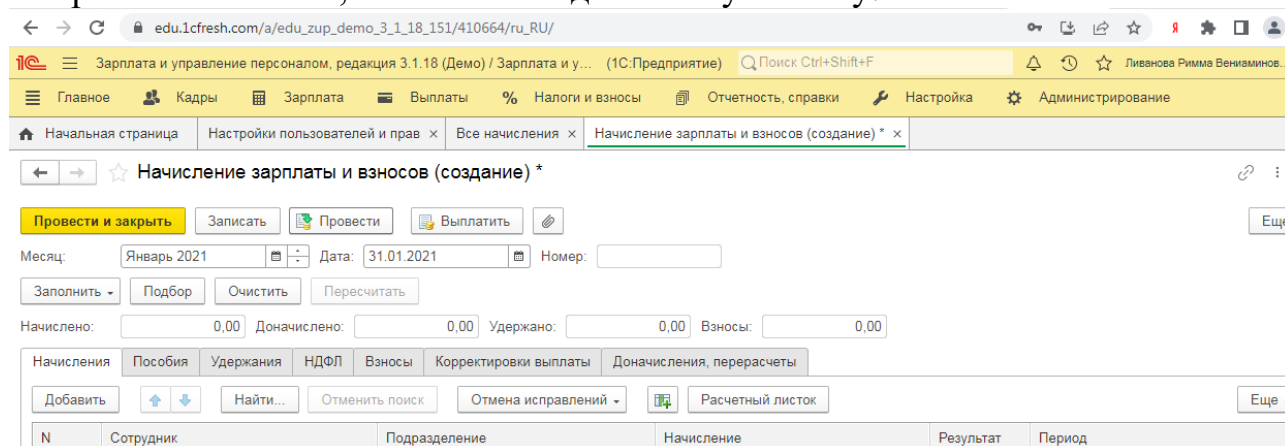 edu.1cfresh.com/a/edu_zup_demo_3_1_18_151/410664/ru_RU/
Зарплата и управление персоналом, редакция 3.1.18 (Демо) / Зарплата и у... (1С:Предприятие) Поиск Ctrl+Shift+F Ливанова Римма Вениаминов...
Главное Кадры Зарплата Выплаты % Налоги и взносы Отчетность, справки Настройка Администрирование
Начальная страница Настройки пользователей и прав × Все начисления × Начисление зарплаты и взносов (создание) * ×
Начисление зарплаты и взносов (создание) *
Провести и закрыть Записать Провести Выплатить Еще
Месяц: Январь 2021 Дата: 31.01.2021 Номер:
Заполнить Подбор Очистить Пересчитать
Начислено: 0,00 Доначислено: 0,00 Удержано: 0,00 Взносы: 0,00
Начисления Пособия Удержания НДФЛ Взносы Корректировки выплаты Доначисления, перерасчеты
Добавить Найти... Отменить поиск Отмена исправлений Расчетный листок Еще
N Сотрудник Подразделение Начисление Результат Период